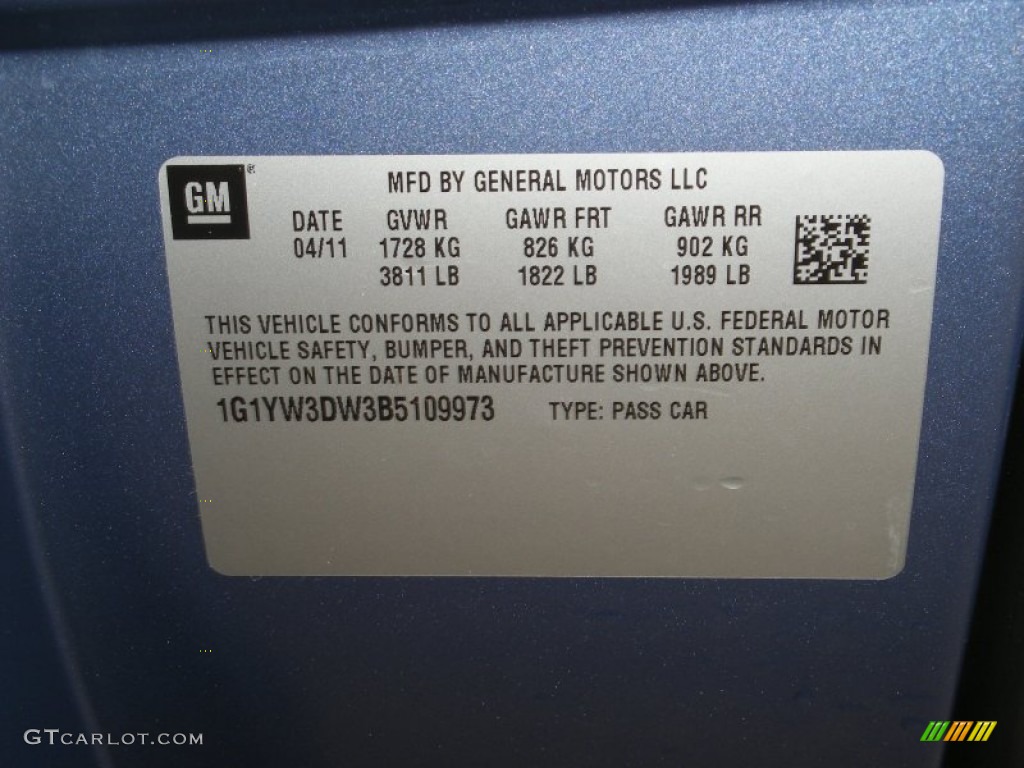 GM ®
MFD BY GENERAL MOTORS LLC
DATE GVWR GAWR FRT GAWR RR
04/11 1728 KG 826 KG 902 KG
3811 LB 1822 LB 1989 LB
THIS VEHICLE CONFORMS TO ALL APPLICABLE U.S. FEDERAL MOTOR
VEHICLE SAFETY, BUMPER, AND THEFT PREVENTION STANDARDS IN
EFFECT ON THE DATE OF MANUFACTURE SHOWN ABOVE.
1G1YW3DW3B5109973 TYPE: PASS CAR
GTCARLOT.COM